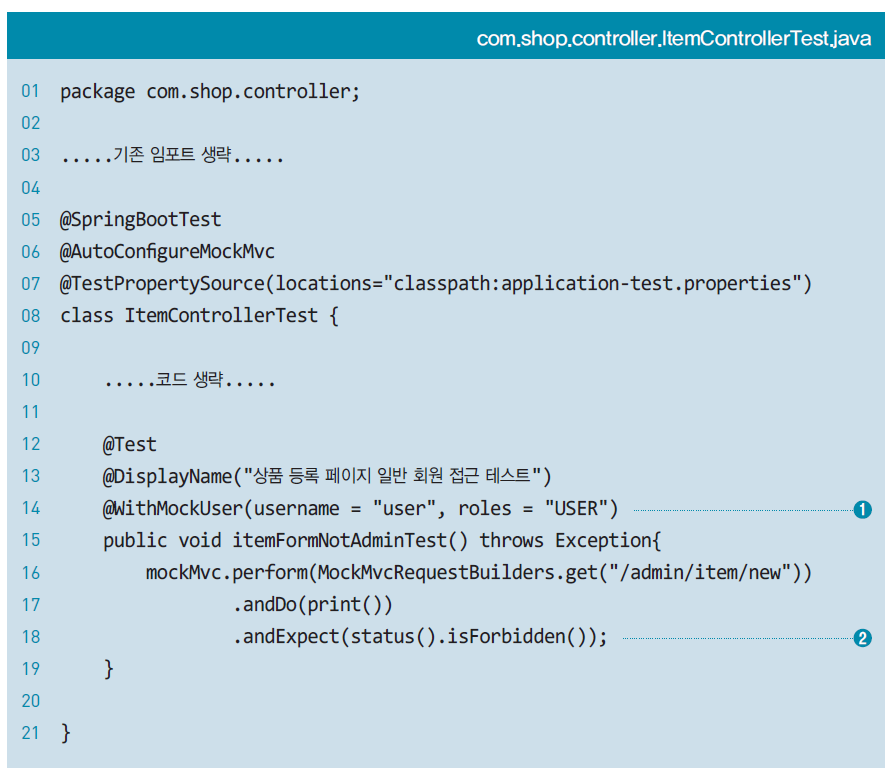 com.shop.controller.ItemControllerTest.java
01 package com.shop.controller;
02
03 .....기존 임포트 생략.....
04
05 @SpringBootTest
06 @AutoConfigureMockMvc
07 @TestPropertySource(locations="classpath:application-test.properties")
08 class ItemControllerTest {
09
10     .....코드 생략.....
11
12     @Test
13     @DisplayName("상품 등록 페이지 일반 회원 접근 테스트")
14     @WithMockUser(username = "user", roles = "USER") ❶
15     public void itemFormNotAdminTest() throws Exception{
16         mockMvc.perform(MockMvcRequestBuilders.get("/admin/item/new"))
17                 .andDo(print())
18                 .andExpect(status().isForbidden()); ❷
19     }
20
21 }